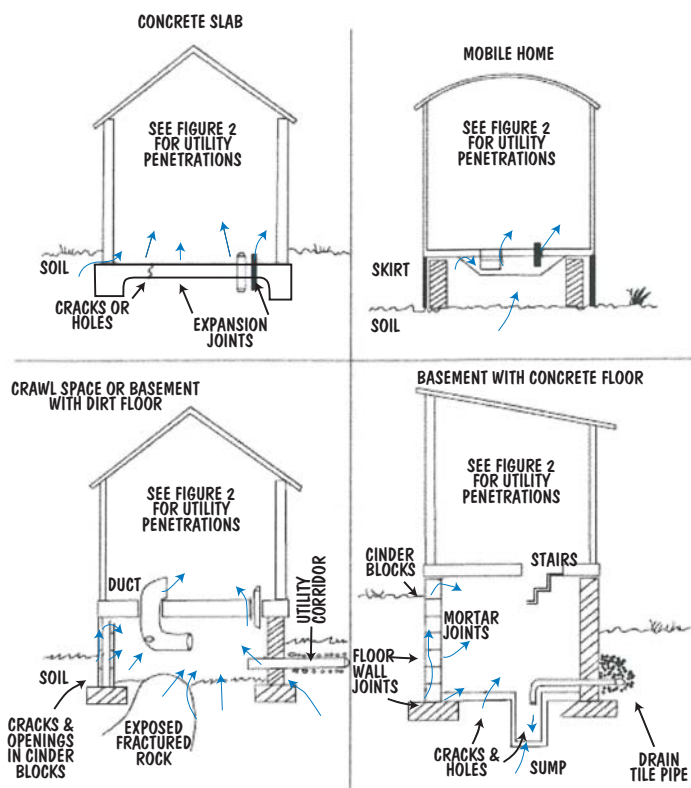 CONCRETE SLAB
SEE FIGURE 2
FOR UTILITY
PENETRATIONS
SOIL
CRACKS OR
HOLES
EXPANSION
JOINTS
MOBILE HOME
SEE FIGURE 2
FOR UTILITY
PENETRATIONS
SKIRT
SOIL
CRAWL SPACE OR BASEMENT
WITH DIRT FLOOR
SEE FIGURE 2
FOR UTILITY
PENETRATIONS
DUCT
UTILITY
CORRIDOR
SOIL
CRACKS &
OPENINGS
IN CINDER
BLOCKS
EXPOSED
FRACTURED
ROCK
BASEMENT WITH CONCRETE FLOOR
SEE FIGURE 2
FOR UTILITY
PENETRATIONS
CINDER
BLOCKS
STAIRS
MORTAR
JOINTS
FLOOR
WALL
JOINTS
CRACKS &
HOLES
SUMP
DRAIN
TILE PIPE